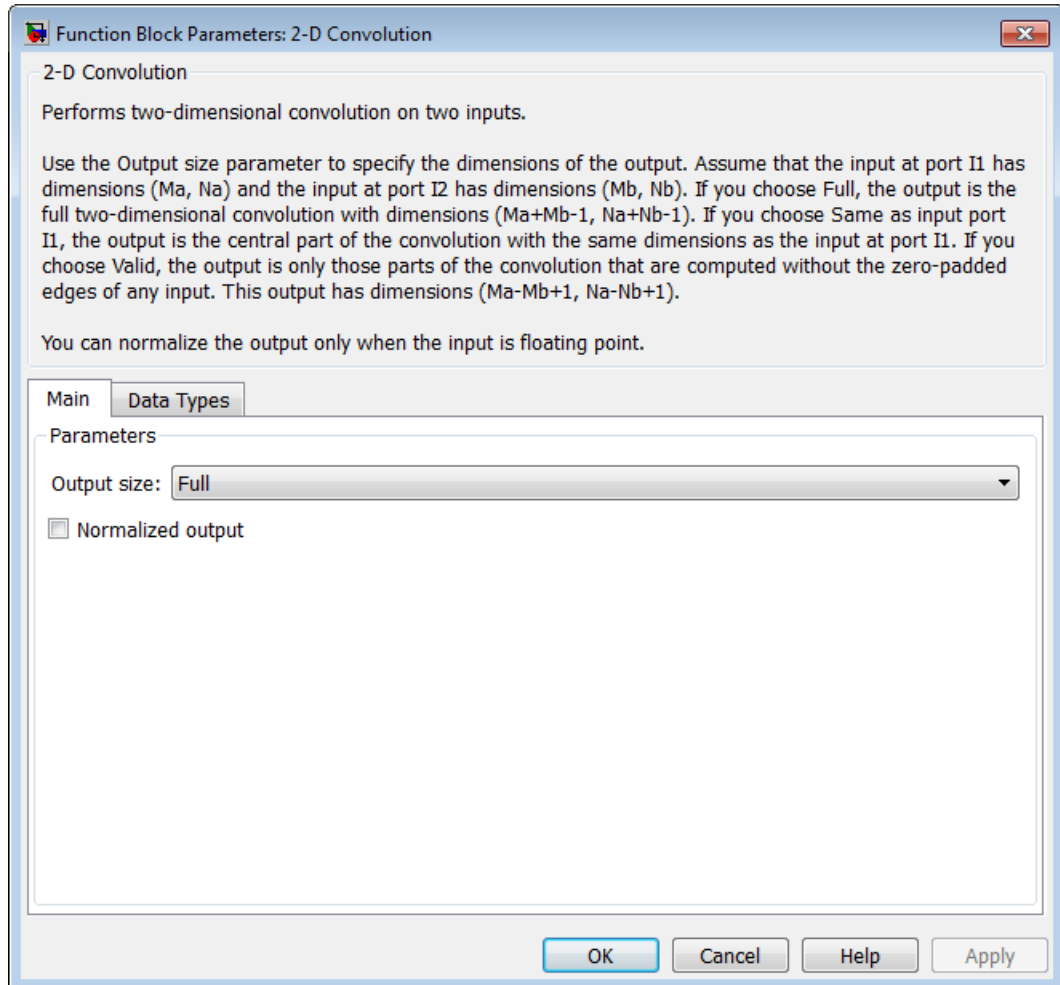 Function Block Parameters: 2-D Convolution
2-D Convolution
Performs two-dimensional convolution on two inputs.
Use the Output size parameter to specify the dimensions of the output. Assume that the input at port I1 has
dimensions (Ma, Na) and the input at port I2 has dimensions (Mb, Nb). If you choose Full, the output is the
full two-dimensional convolution with dimensions (Ma+Mb-1, Na+Nb-1). If you choose Same as input port
I1, the output is the central part of the convolution with the same dimensions as the input at port I1. If you
choose Valid, the output is only those parts of the convolution that are computed without the zero-padded
edges of any input. This output has dimensions (Ma-Mb+1, Na-Nb+1).
You can normalize the output only when the input is floating point.
Main Data Types
Parameters
Output size: Full
Normalized output
OK Cancel Help Apply